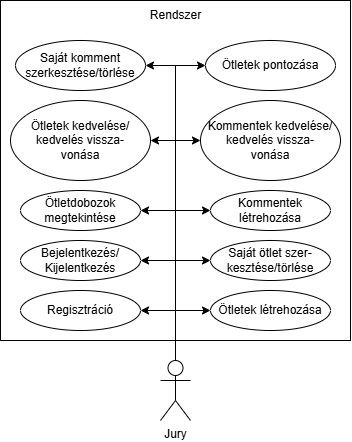 Rendszer
Saját komment
szerkesztése/törlése
Ötletek pontozása
Ötletek kedvelése/
kedvelés vissza-
vonása
Kommentek kedvelése/
kedvelés vissza-
vonása
Ötletdobozok
megtekintése
Kommentek
létrehozása
Bejelentkezés/
Kijelentkezés
Saját ötlet szer-
kesztése/törlése
Regisztráció
Ötletek létrehozása
Jury